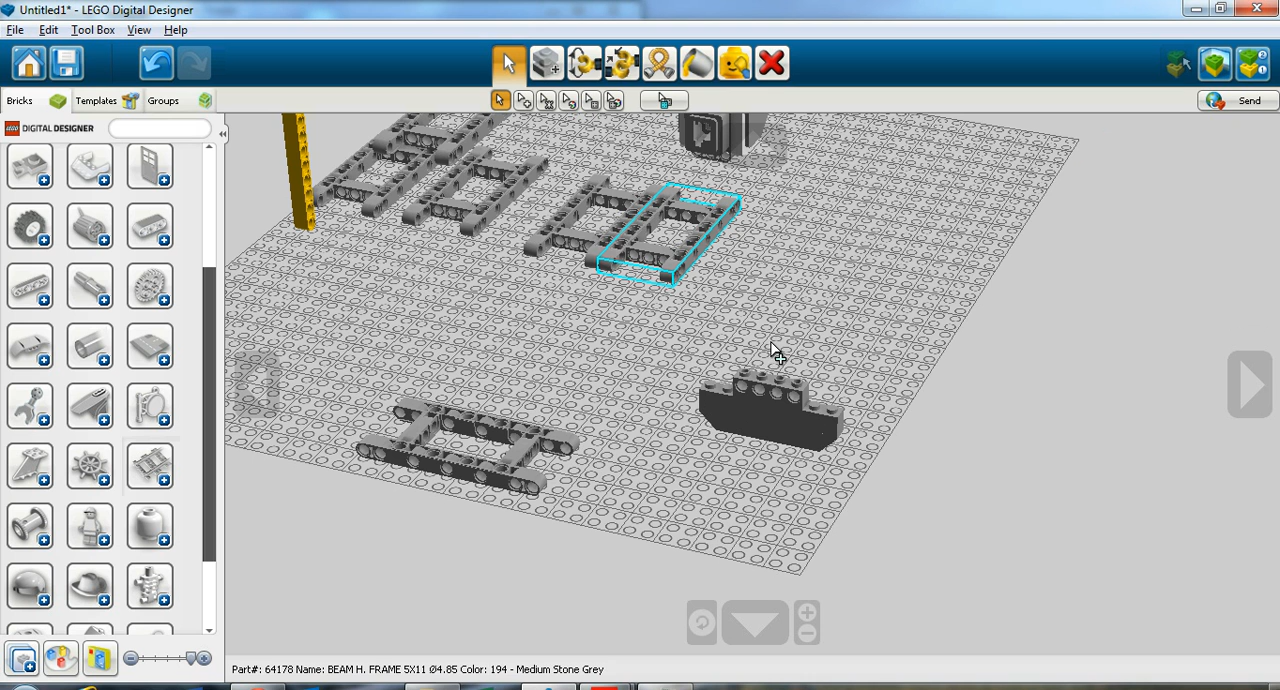 Untitled1* - LEGO Digital Designer
File Edit Tool Box View Help
Bricks Templates Groups Send
LEGO DIGITAL DESIGNER
Part#: 64178 Name: BEAM H. FRAME 5X11 Ø4.85 Color: 194 - Medium Stone Grey